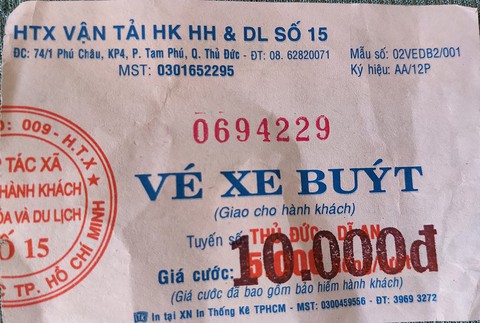 HTX VẬN TẢI HK HH & DL SỐ 15
ĐC: 74/1 Phú Châu, KP4, P. Tam Phú, Q. Thủ Đức - ĐT: 08. 62820071
Mẫu số: 02VEDB2/001
MST: 0301652295
Ký hiệu: AA/12P
0694229
: 009-H.T.X
TÁC XÃ
HÀNH KHÁCH
ÓA VÀ DU LỊCH
SỐ 15
TP. HỒ CHÍ MINH
VÉ XE BUÝT
(Giao cho hành khách)
Tuyến số: THỦ ĐỨC - DĨ AN
10.000đ
Giá cước:
(Giá cước đã bao gồm bảo hiểm hành khách)
In tại XN In Thống Kê TPHCM - MST: 0300459556 - ĐT: 3969 3272